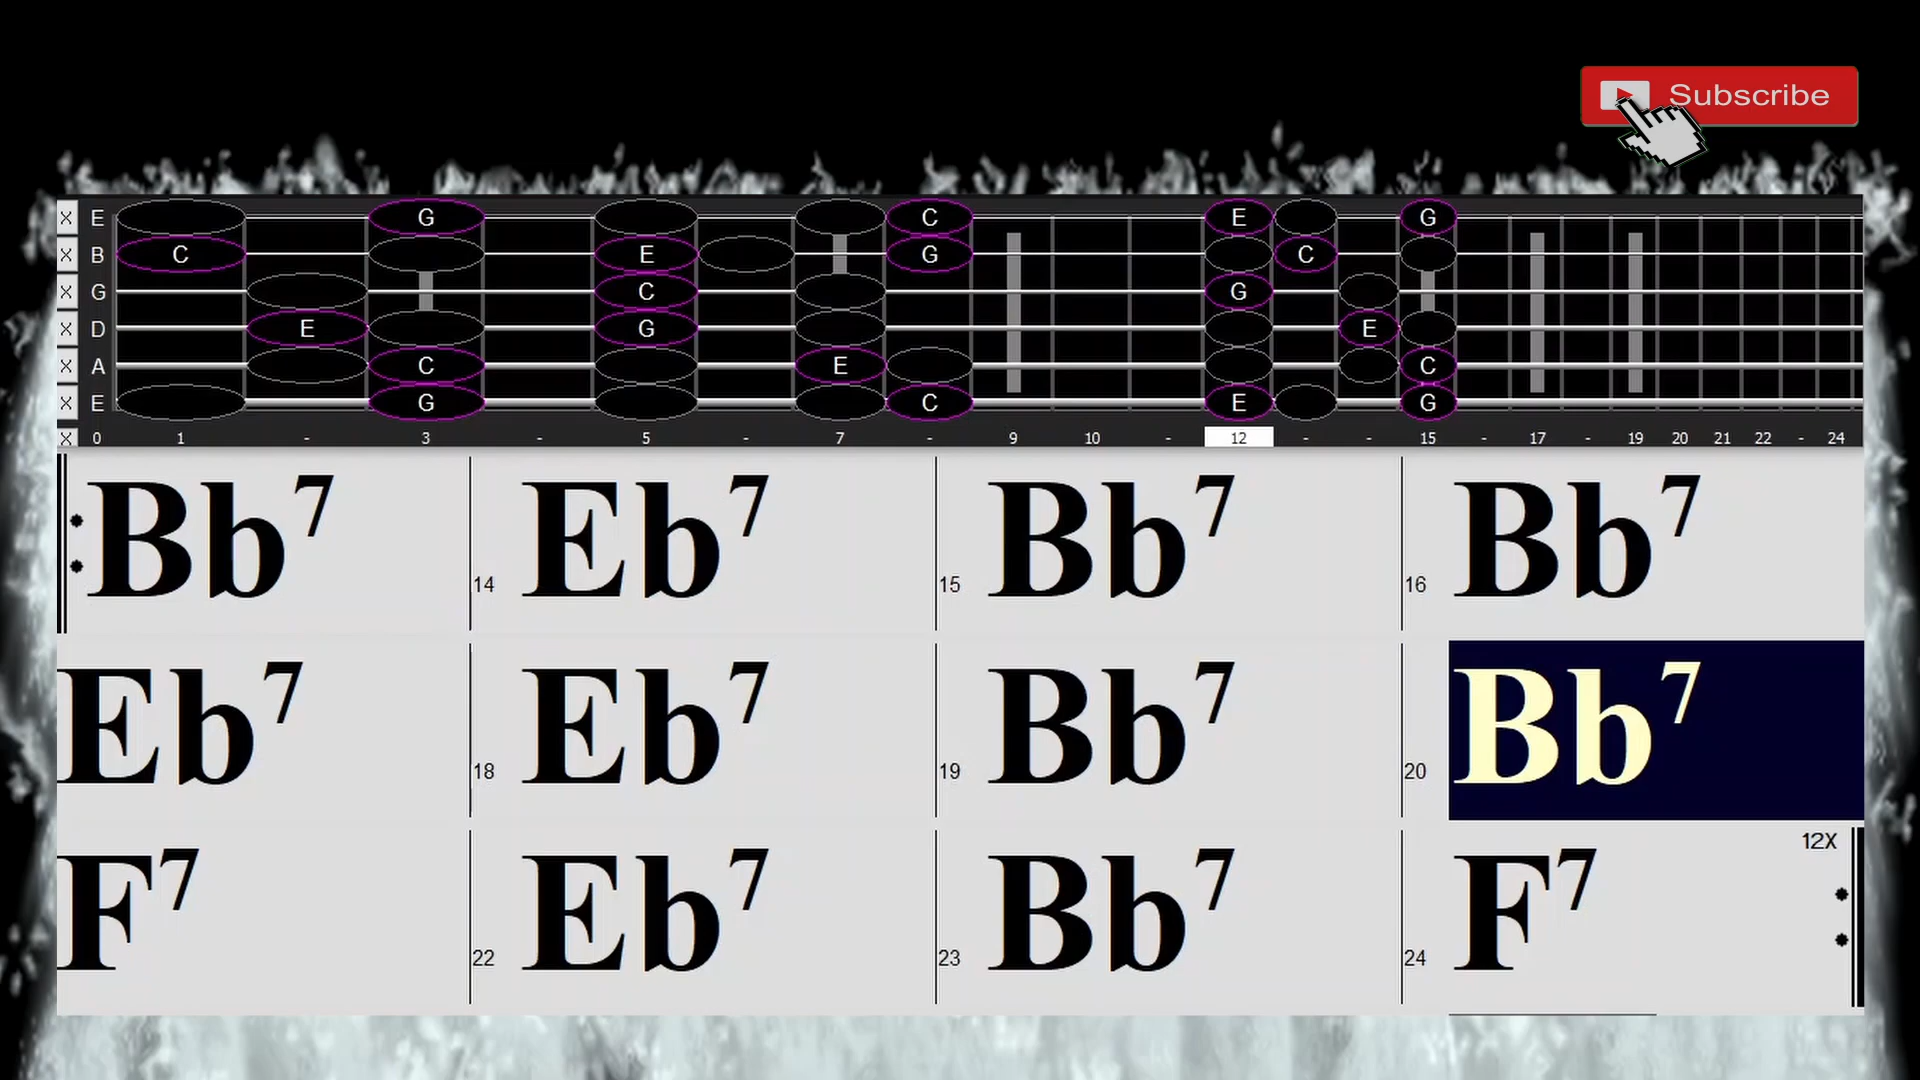 Subscribe
X E G C E G
X B C E G C
X G C G
X D E G E
X A C E C
X E G C E G
X 0 1 - 3 - 5 - 7 - 9 10 - 12 - - 15 - 17 - 19 20 21 22 - 24
Bb7 14 Eb7 15 Bb7 16 Bb7
Eb7 18 Eb7 19 Bb7 20 Bb7
12X
F7 22 Eb7 23 Bb7 24 F7